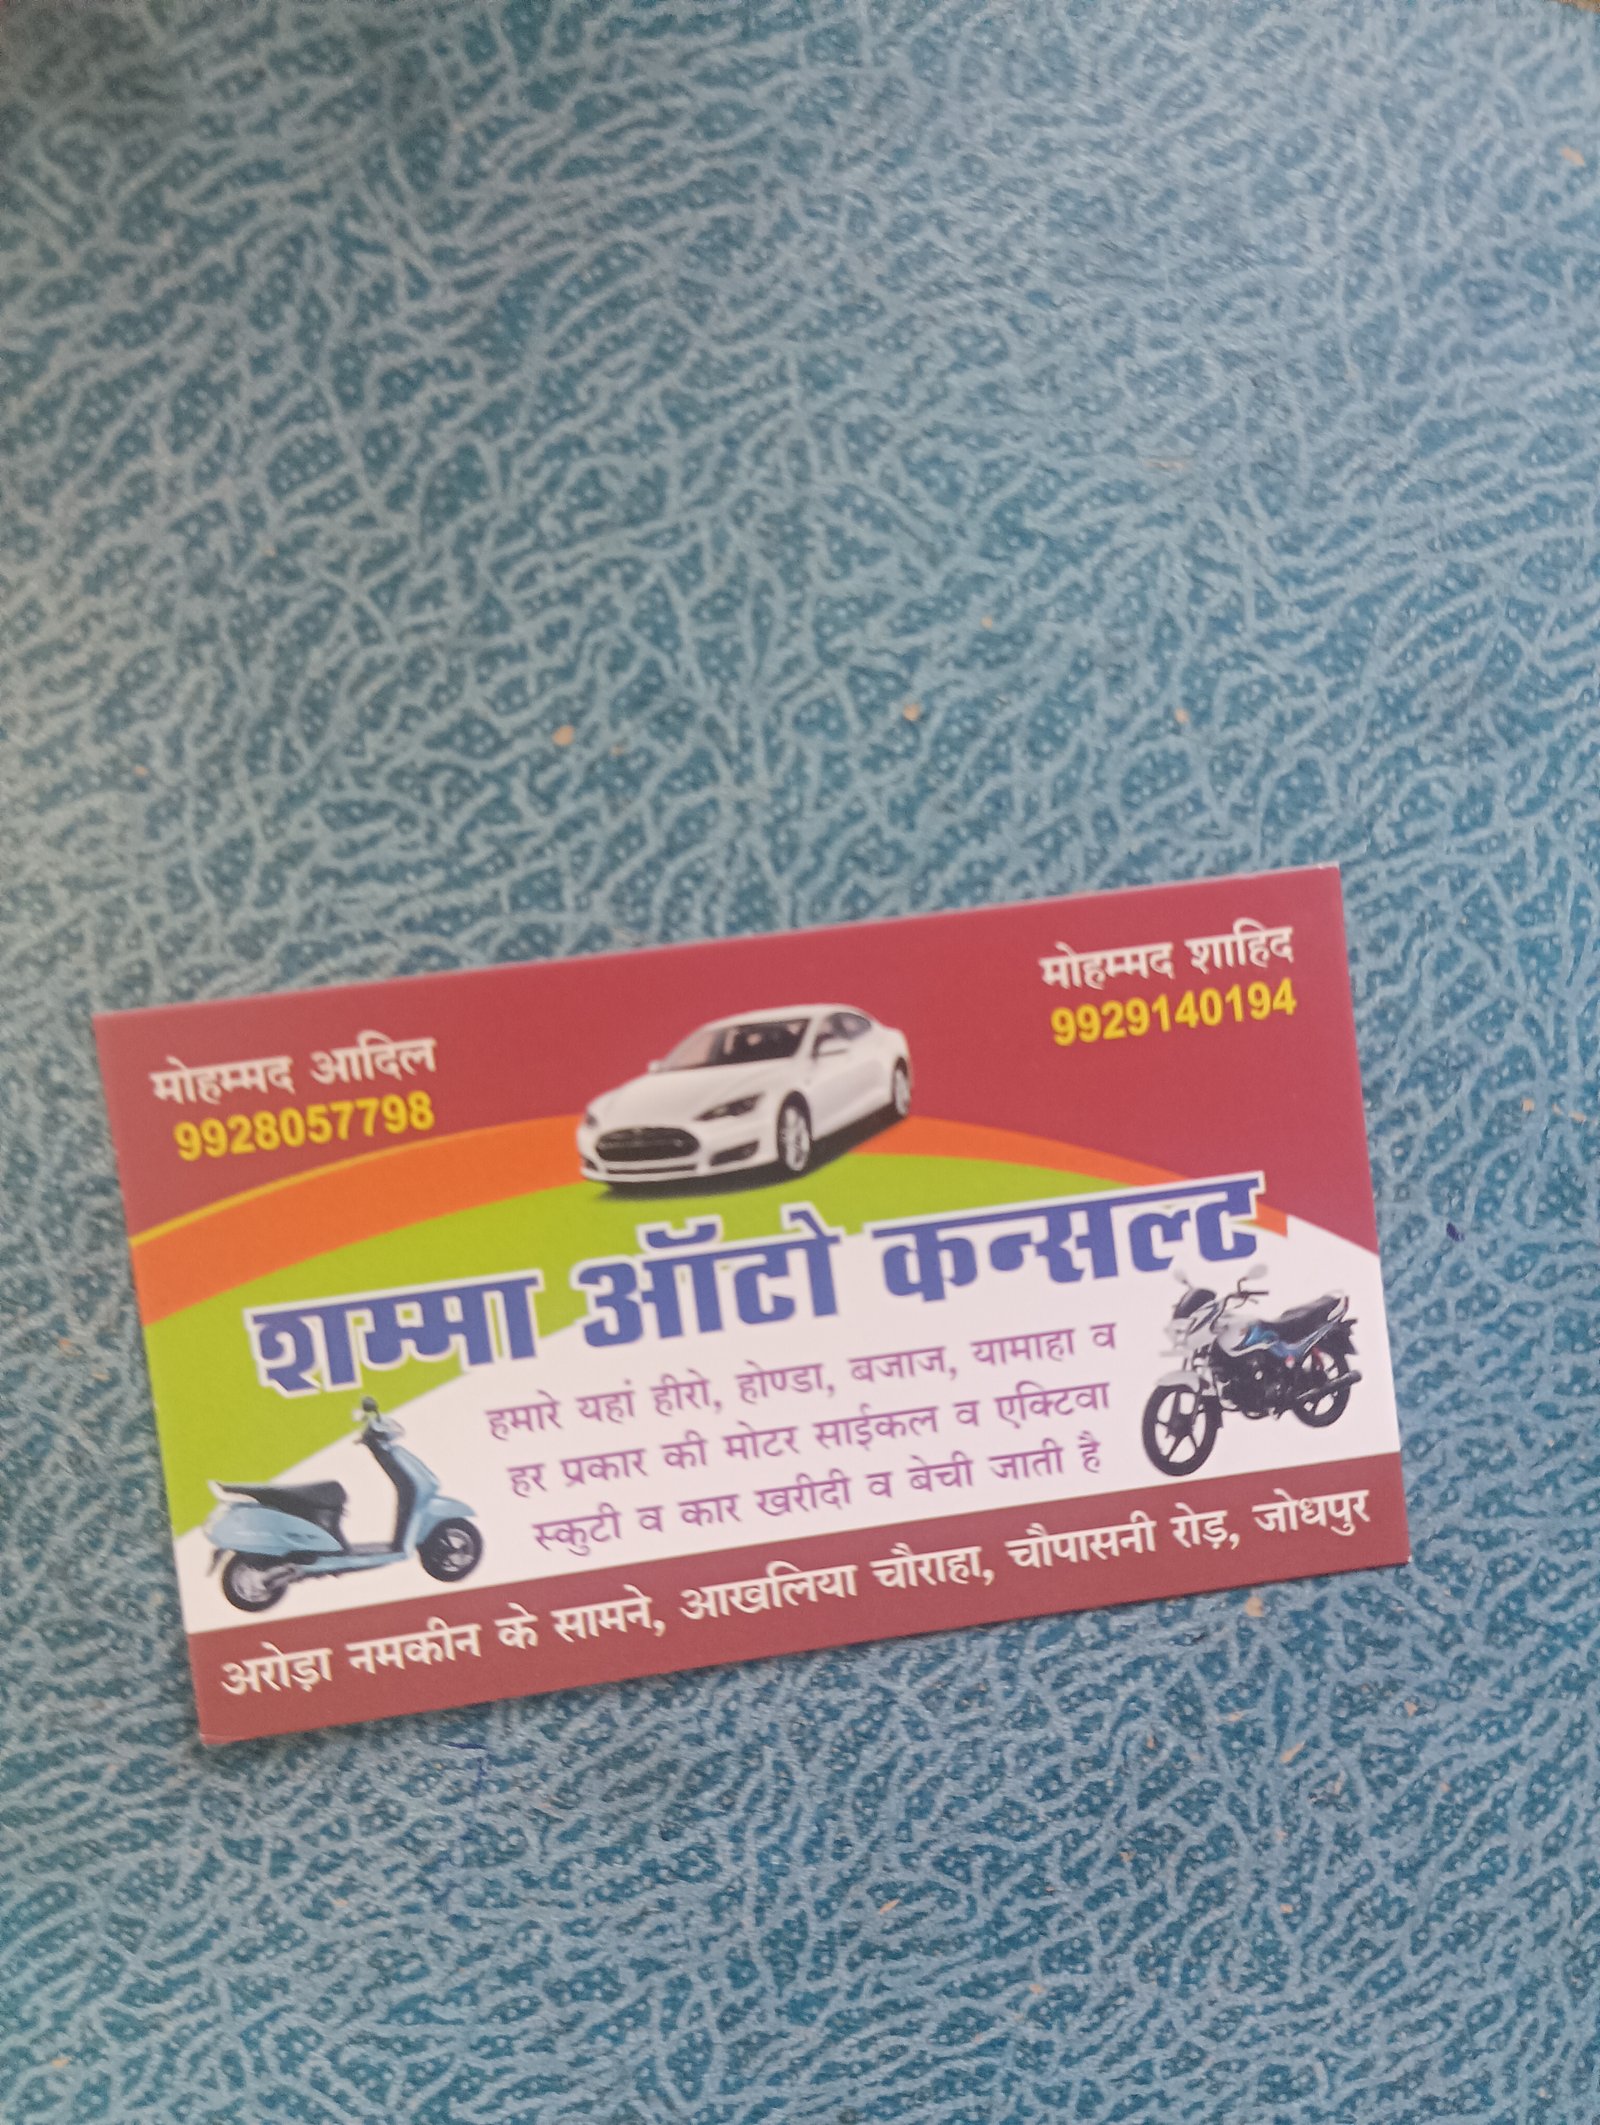 मोहम्मद आदिल
9928057798
मोहम्मद शाहिद
9929140194
शम्मा ऑटो कन्सल्ट
हमारे यहां हीरो, होण्डा, बजाज, यामाहा व
हर प्रकार की मोटर साईकल व एक्टिवा
स्कुटी व कार खरीदी व बेची जाती है
अरोड़ा नमकीन के सामने, आखलिया चौराहा, चौपासनी रोड़, जोधपुर